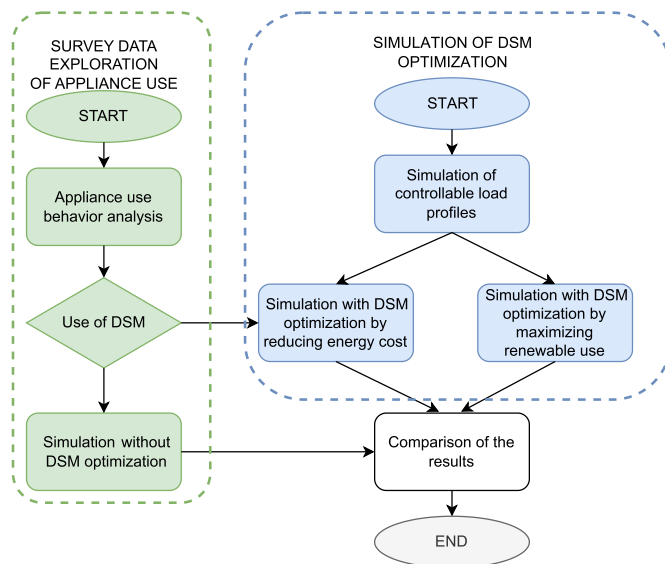 SURVEY DATA
EXPLORATION
OF APPLIANCE USE
START
Appliance use
behavior analysis
Use of DSM
Simulation without
DSM optimization
SIMULATION OF DSM
OPTIMIZATION
START
Simulation of
controllable load
profiles
Simulation with DSM
optimization by
reducing energy cost
Simulation with DSM
optimization by
maximizing
renewable use
Comparison of the
results
END